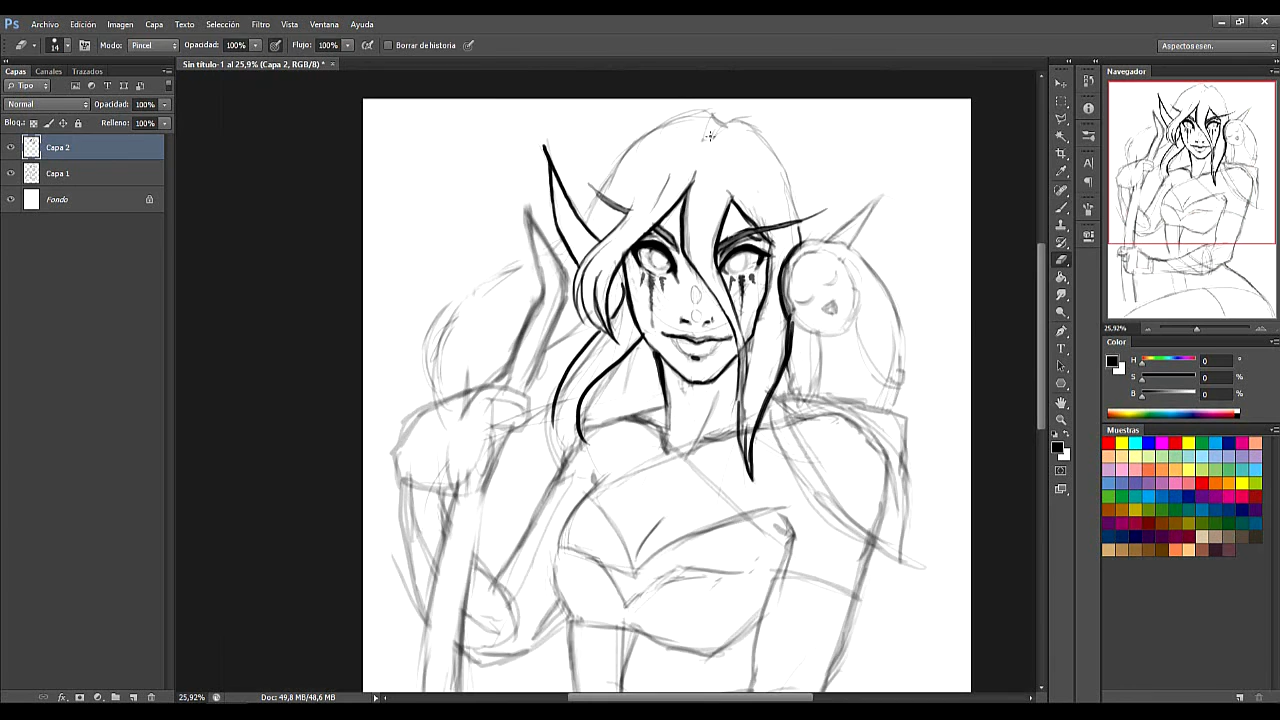 Ps Archivo Edición Imagen Capa Texto Selección Filtro Vista Ventana Ayuda
14 Modo: Pincel Opacidad: 100% Flujo: 100% Borrar de historia Aspectos esen.
Sin título-1 al 25,9% (Capa 2, RGB/8) * ×
Capas Canales Trazados
Tipo
Normal Opacidad: 100%
Bloq.: Relleno: 100%
Capa 2
Capa 1
Fondo
Navegador
25,92%
Color
H 0 °
S 0 %
B 0 %
Muestras
25,92% Doc: 49,8 MB/48,6 MB